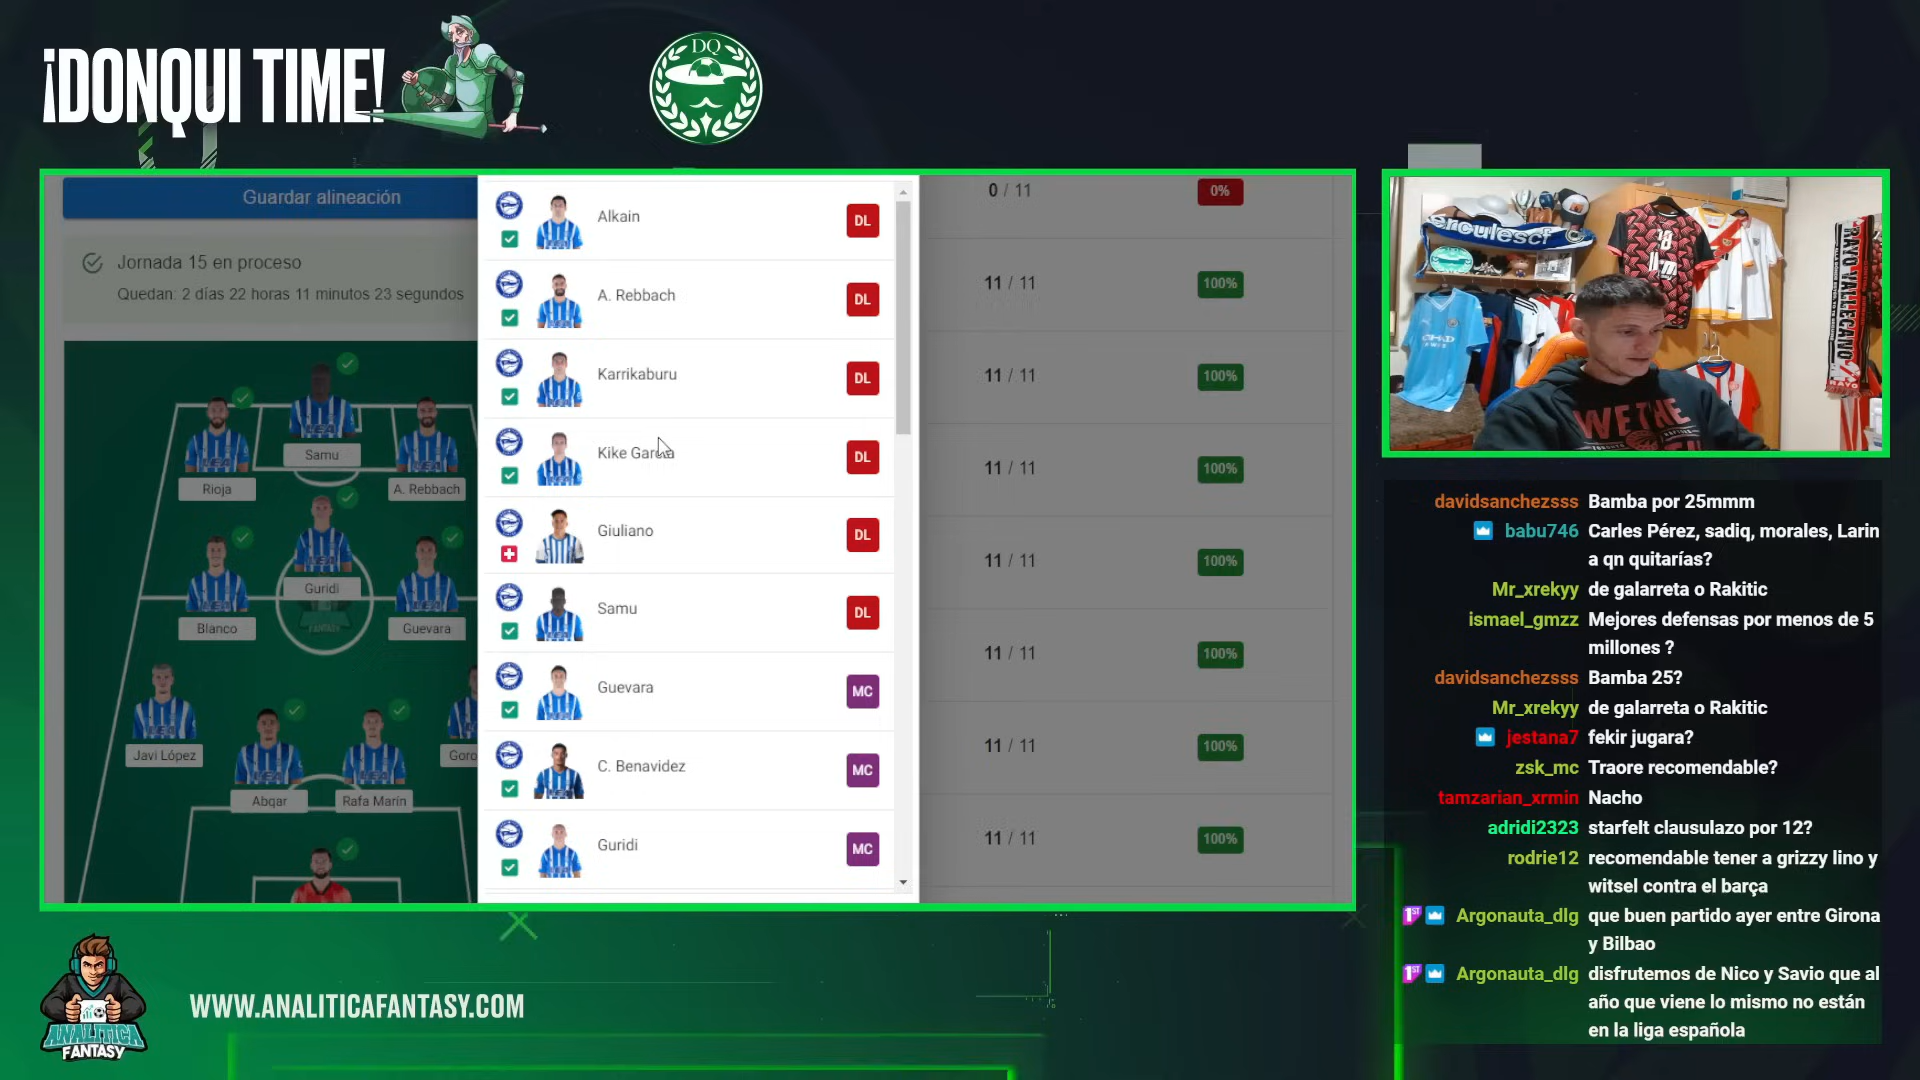 ¡DONQUI TIME!
DQ
Guardar alineación
Jornada 15 en proceso
Quedan: 2 días 22 horas 11 minutos 23 segundos
Samu
Rioja
A. Rebbach
Guridi
Blanco
Guevara
Javi López
Goro
Abqar
Rafa Marín
Alkain
DL
A. Rebbach
DL
Karrikaburu
DL
Kike García
DL
Giuliano
DL
Samu
DL
Guevara
MC
C. Benavidez
MC
Guridi
MC
0 / 11
0%
11 / 11
100%
11 / 11
100%
11 / 11
100%
11 / 11
100%
11 / 11
100%
11 / 11
100%
11 / 11
100%
erculescf
RAYO VALLECANO
WE THE
davidsanchezsss Bamba por 25mmm
babu746 Carles Pérez, sadiq, morales, Larin
a qn quitarías?
Mr_xrekyy de galarreta o Rakitic
ismael_gmzz Mejores defensas por menos de 5
millones ?
davidsanchezsss Bamba 25?
Mr_xrekyy de galarreta o Rakitic
jestana7 fekir jugara?
zsk_mc Traore recomendable?
tamzarian_xrmin Nacho
adridi2323 starfelt clausulazo por 12?
rodrie12 recomendable tener a grizzy lino y
witsel contra el barça
1ST Argonauta_dlg que buen partido ayer entre Girona
y Bilbao
1ST Argonauta_dlg disfrutemos de Nico y Savio que al
año que viene lo mismo no están
en la liga española
ANALITICA
FANTASY
WWW.ANALITICAFANTASY.COM